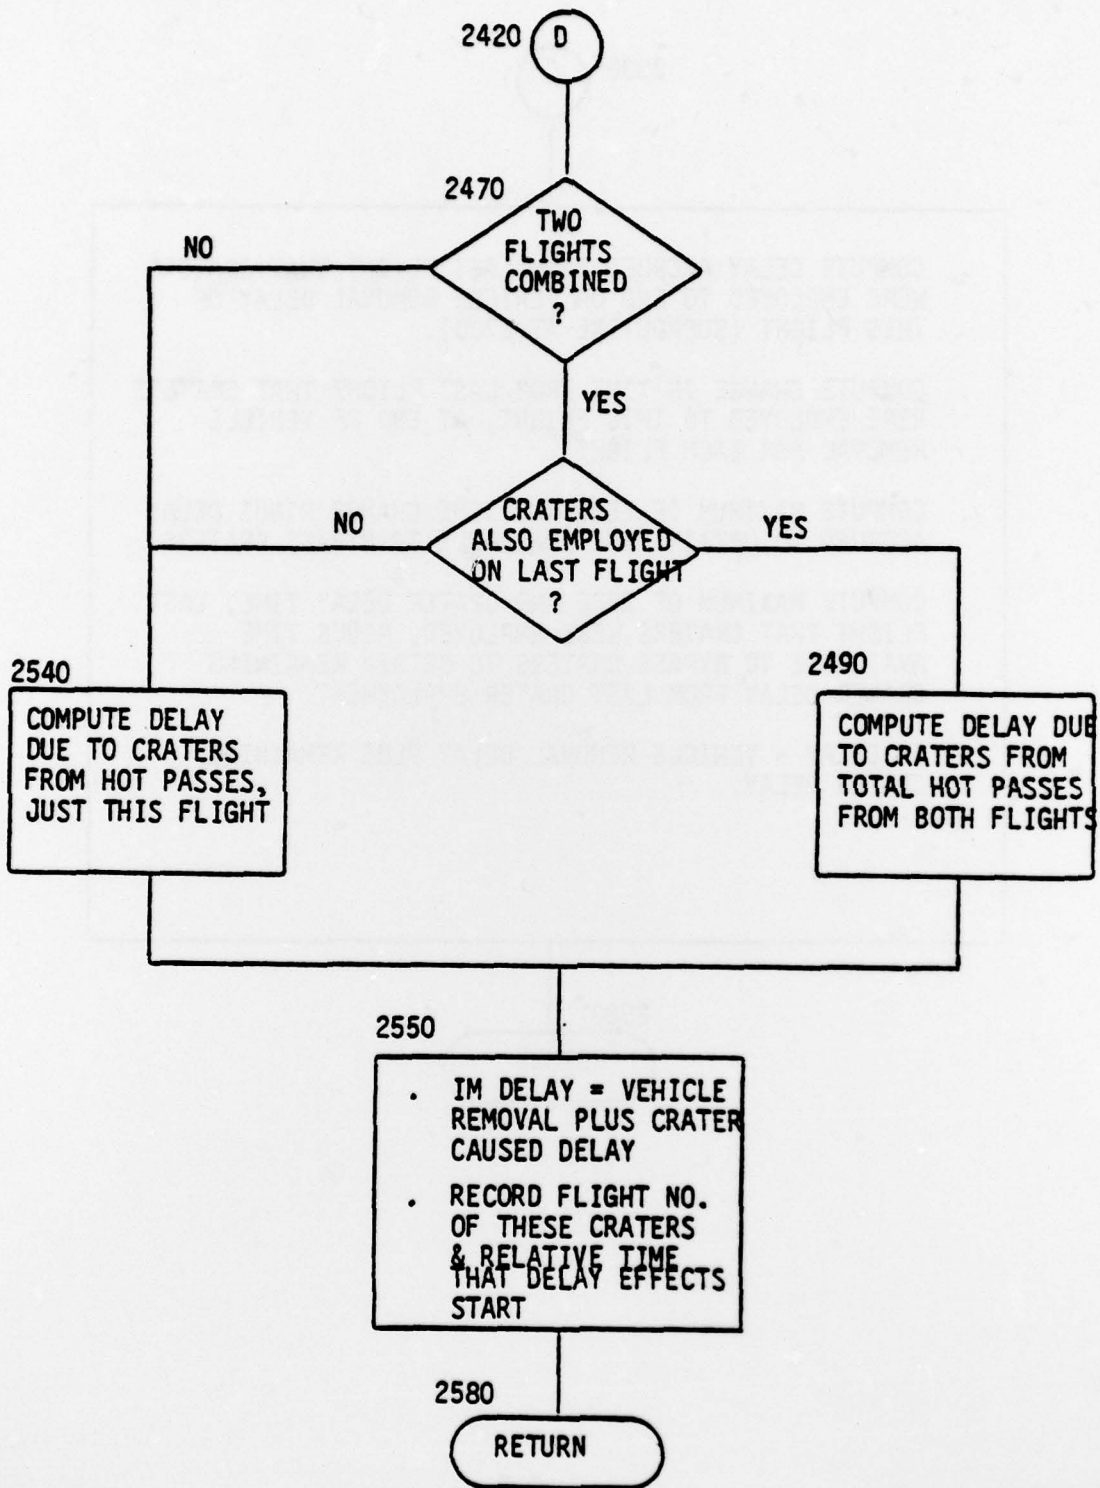 2420 D
2470
TWO
FLIGHTS
COMBINED
?
NO
YES
CRATERS
ALSO EMPLOYED
ON LAST FLIGHT
?
NO
YES
2540
COMPUTE DELAY
DUE TO CRATERS
FROM HOT PASSES,
JUST THIS FLIGHT
2490
COMPUTE DELAY DUE
TO CRATERS FROM
TOTAL HOT PASSES
FROM BOTH FLIGHTS
2550
. IM DELAY = VEHICLE
REMOVAL PLUS CRATER
CAUSED DELAY
. RECORD FLIGHT NO.
OF THESE CRATERS
& RELATIVE TIME
THAT DELAY EFFECTS
START
2580
RETURN